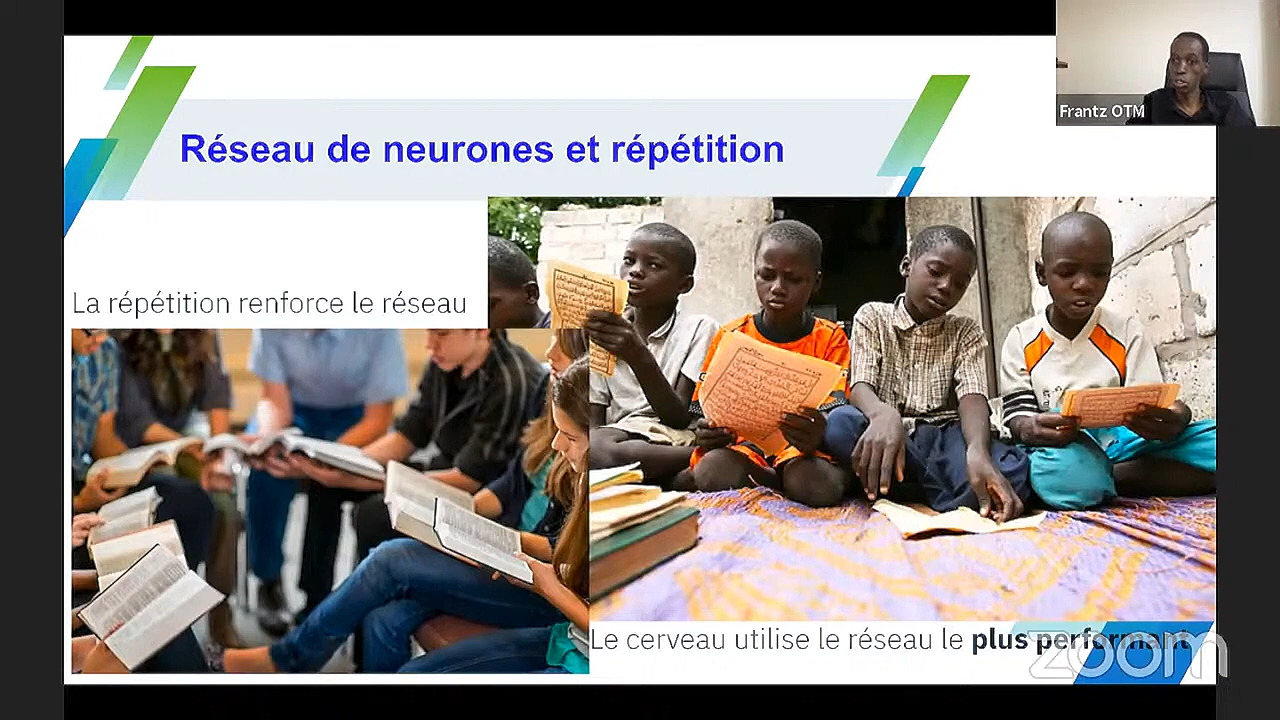 Frantz OTM
Réseau de neurones et répétition
La répétition renforce le réseau
Le cerveau utilise le réseau le plus performant
zoom